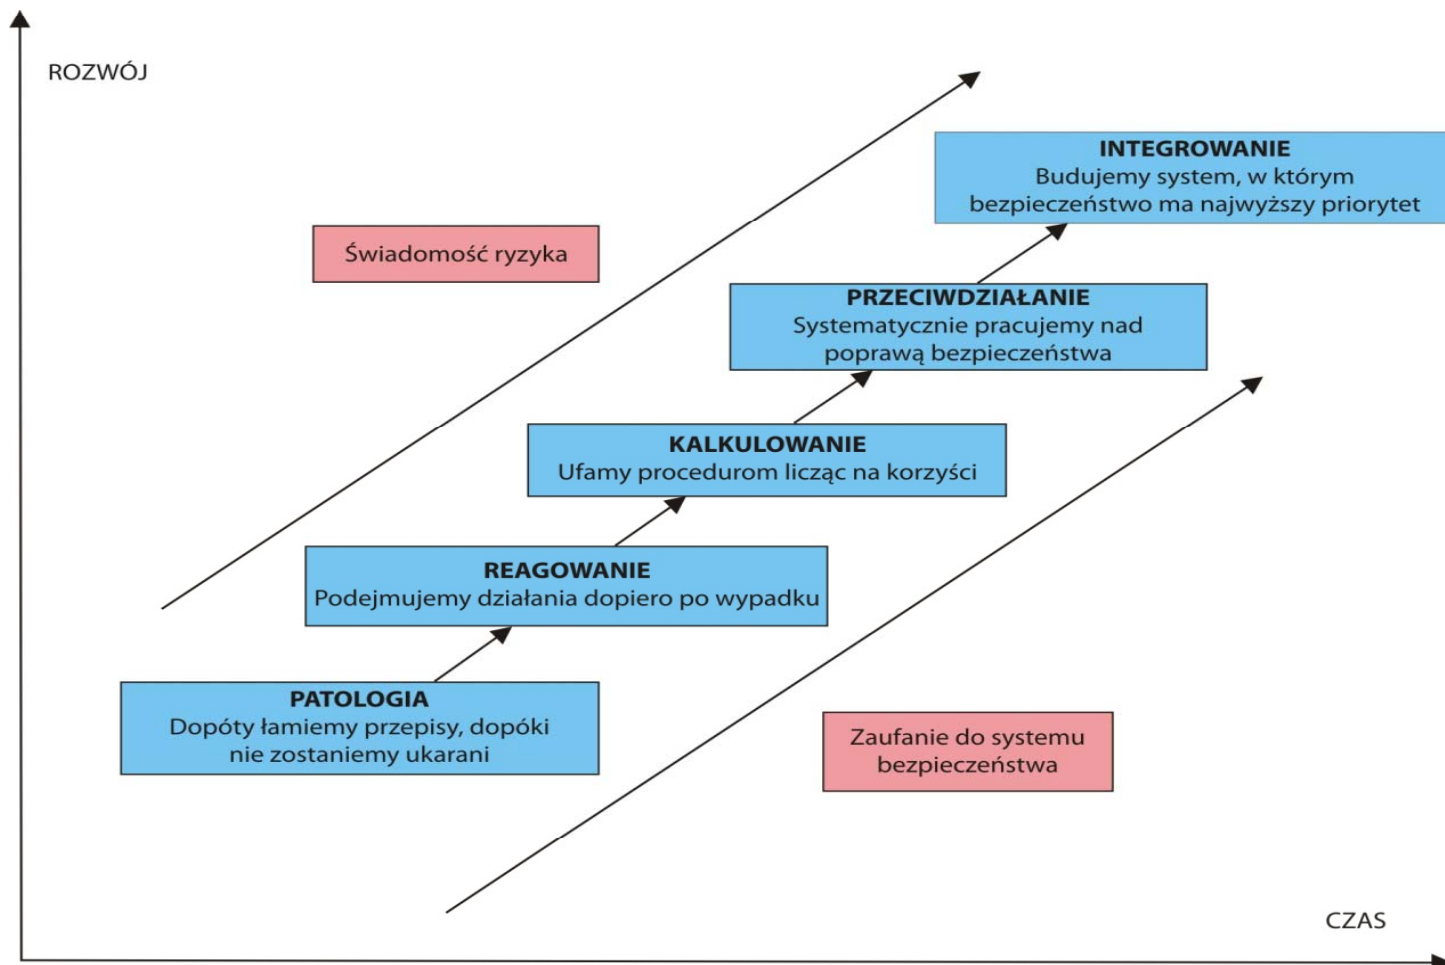 ROZWÓJ
INTEGROWANIE
Budujemy system, w którym
bezpieczeństwo ma najwyższy priorytet
Świadomość ryzyka
PRZECIWDZIAŁANIE
Systematycznie pracujemy nad
poprawą bezpieczeństwa
KALKULOWANIE
Ufamy procedurom licząc na korzyści
REAGOWANIE
Podejmujemy działania dopiero po wypadku
PATOLOGIA
Dopóty łamiemy przepisy, dopóki
nie zostaniemy ukarani
Zaufanie do systemu
bezpieczeństwa
CZAS